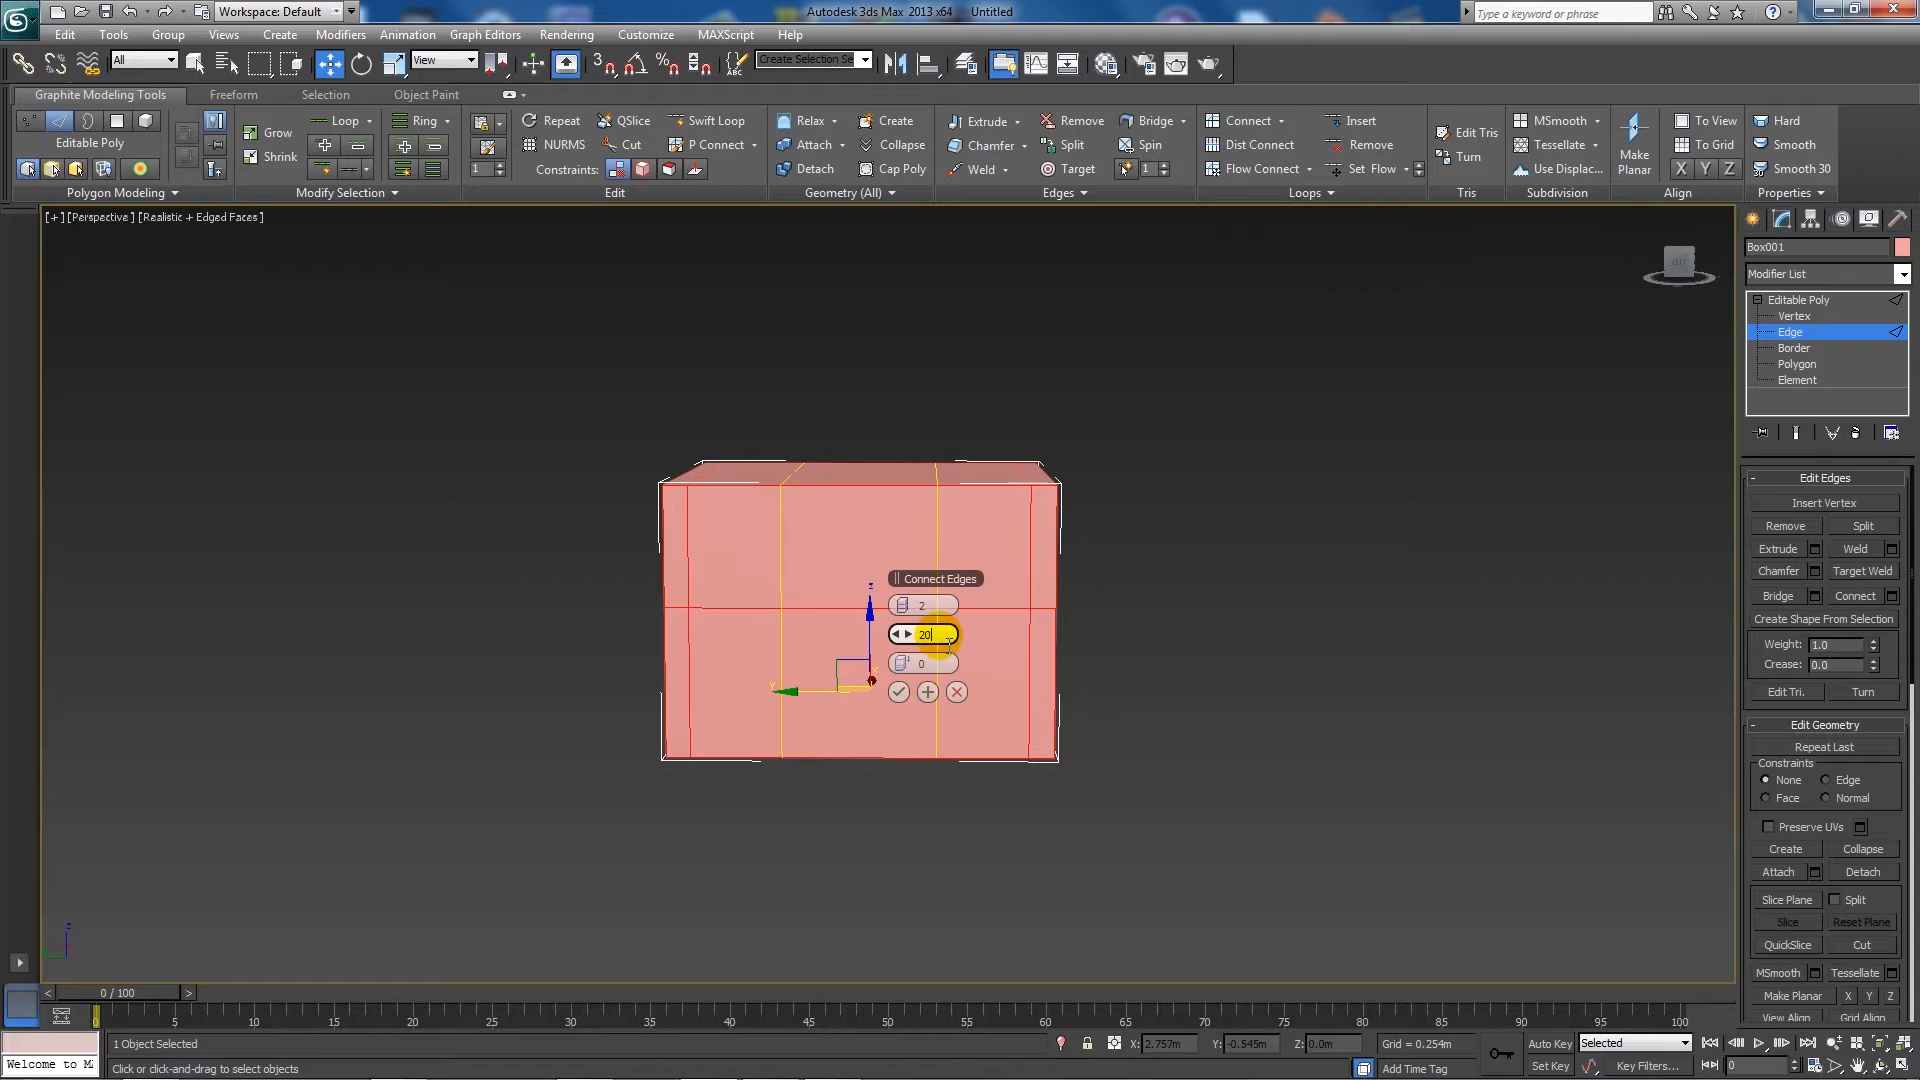 Workspace: Default
Autodesk 3ds Max 2013 x64 Untitled
Type a keyword or phrase
Edit Tools Group Views Create Modifiers Animation Graph Editors Rendering Customize MAXScript Help
All
View
3
ABC
Create Selection Se
Graphite Modeling Tools Freeform Selection Object Paint
Loop Ring Repeat QSlice Swift Loop Relax Create Extrude Remove Bridge Connect Insert MSmooth To View Hard
Grow
Edit Tris
Editable Poly
NURMS Cut P Connect Attach Collapse Chamfer Split Spin Dist Connect Remove Tessellate To Grid Smooth
Shrink
Turn
Make Planar
1 Constraints: Detach Cap Poly Weld Target 1 Flow Connect Set Flow Use Displac... X Y Z Smooth 30
Polygon Modeling Modify Selection Edit Geometry (All) Edges Loops Tris Subdivision Align Properties
[+] [Perspective] [Realistic + Edged Faces]
LEFT
Box001
Modifier List
Editable Poly
Vertex
Edge
Border
Polygon
Element
Edit Edges
Insert Vertex
Remove Split
Extrude Weld
Chamfer Target Weld
Bridge Connect
Create Shape From Selection
Weight: 1.0
Crease: 0.0
Edit Tri. Turn
Edit Geometry
Repeat Last
Constraints
None Edge
Face Normal
Preserve UVs
Create Collapse
Attach Detach
Slice Plane Split
Slice Reset Plane
QuickSlice Cut
MSmooth Tessellate
Make Planar X Y Z
View Align Grid Align
Connect Edges
2
20
0
z
y
x
z
0 / 100
0 5 10 15 20 25 30 35 40 45 50 55 60 65 70 75 80 85 90 95 100
1 Object Selected
X: 2.757m Y: -0.545m Z: 0.0m Grid = 0.254m Auto Key Selected
Welcome to M
Click or click-and-drag to select objects
Add Time Tag Set Key Key Filters... 0